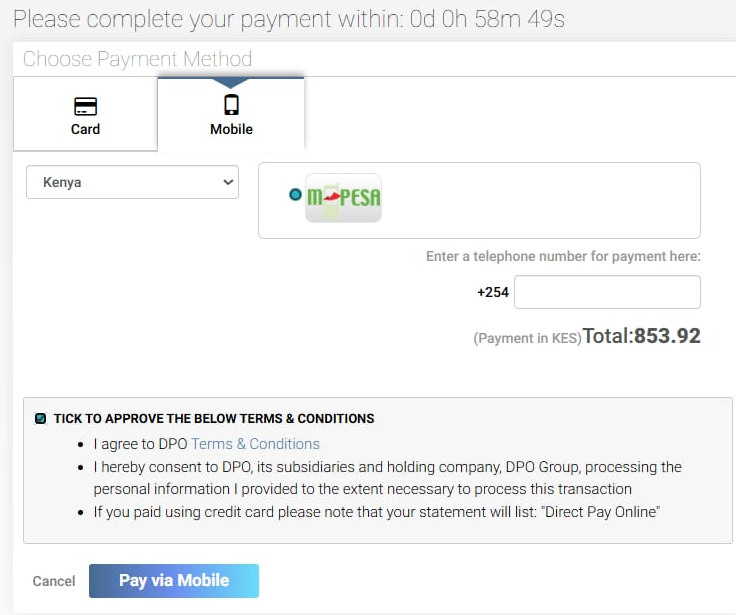 Please complete your payment within: 0d 0h 58m 49s
Choose Payment Method
Card
Mobile
Kenya
M-PESA
Enter a telephone number for payment here:
+254
(Payment in KES)Total:853.92
TICK TO APPROVE THE BELOW TERMS & CONDITIONS
I agree to DPO Terms & Conditions
I hereby consent to DPO, its subsidiaries and holding company, DPO Group, processing the
personal information I provided to the extent necessary to process this transaction
If you paid using credit card please note that your statement will list: "Direct Pay Online"
Cancel
Pay via Mobile